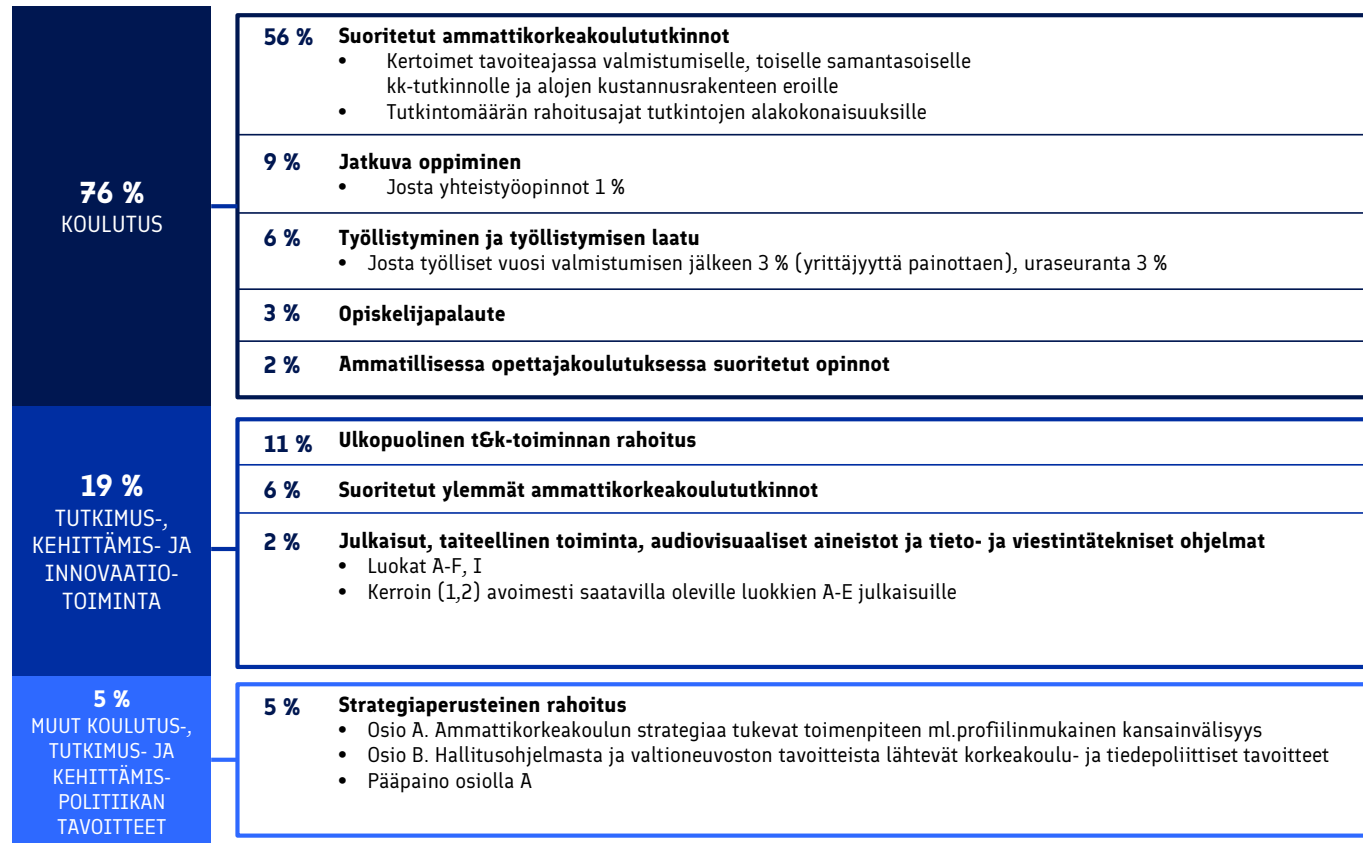 76 %
KOULUTUS
56 % Suoritetut ammattikorkeakoulututkinnot
• Kertoimet tavoiteajassa valmistumiselle, toiselle samantasoiselle
kk-tutkinnolle ja alojen kustannusrakenteen eroille
• Tutkintomäärän rahoitusajat tutkintojen alakokonaisuuksille
9 % Jatkuva oppiminen
• Josta yhteistyöopinnot 1 %
6 % Työllistyminen ja työllistymisen laatu
• Josta työlliset vuosi valmistumisen jälkeen 3 % (yrittäjyyttä painottaen), uraseuranta 3 %
3 % Opiskelijapalaute
2 % Ammatillisessa opettajakoulutuksessa suoritetut opinnot
19 %
TUTKIMUS-,
KEHITTÄMIS- JA
INNOVAATIO-
TOIMINTA
11 % Ulkopuolinen t&k-toiminnan rahoitus
6 % Suoritetut ylemmät ammattikorkeakoulututkinnot
2 % Julkaisut, taiteellinen toiminta, audiovisuaaliset aineistot ja tieto- ja viestintätekniset ohjelmat
• Luokat A-F, I
• Kerroin (1,2) avoimesti saatavilla oleville luokkien A-E julkaisuille
5 %
MUUT KOULUTUS-,
TUTKIMUS- JA
KEHITTÄMIS-
POLITIIKAN
TAVOITTEET
5 % Strategiaperusteinen rahoitus
• Osio A. Ammattikorkeakoulun strategiaa tukevat toimenpiteen ml.profiilinmukainen kansainvälisyys
• Osio B. Hallitusohjelmasta ja valtioneuvoston tavoitteista lähtevät korkeakoulu- ja tiedepoliittiset tavoitteet
• Pääpaino osiolla A